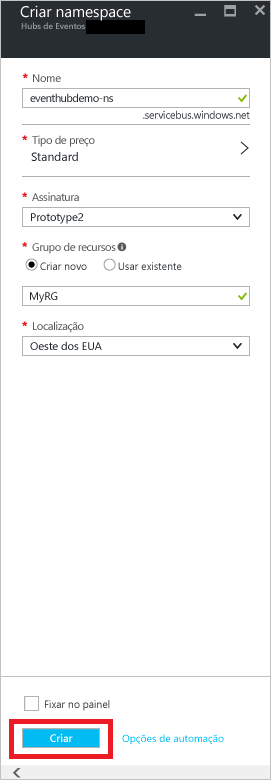 Criar namespace
Hubs de Eventos
* Nome
eventhubdemo-ns
.servicebus.windows.net
* Tipo de preço
Standard
* Assinatura
Prototype2
* Grupo de recursos
Criar novo Usar existente
MyRG
* Localização
Oeste dos EUA
Fixar no painel
Criar Opções de automação